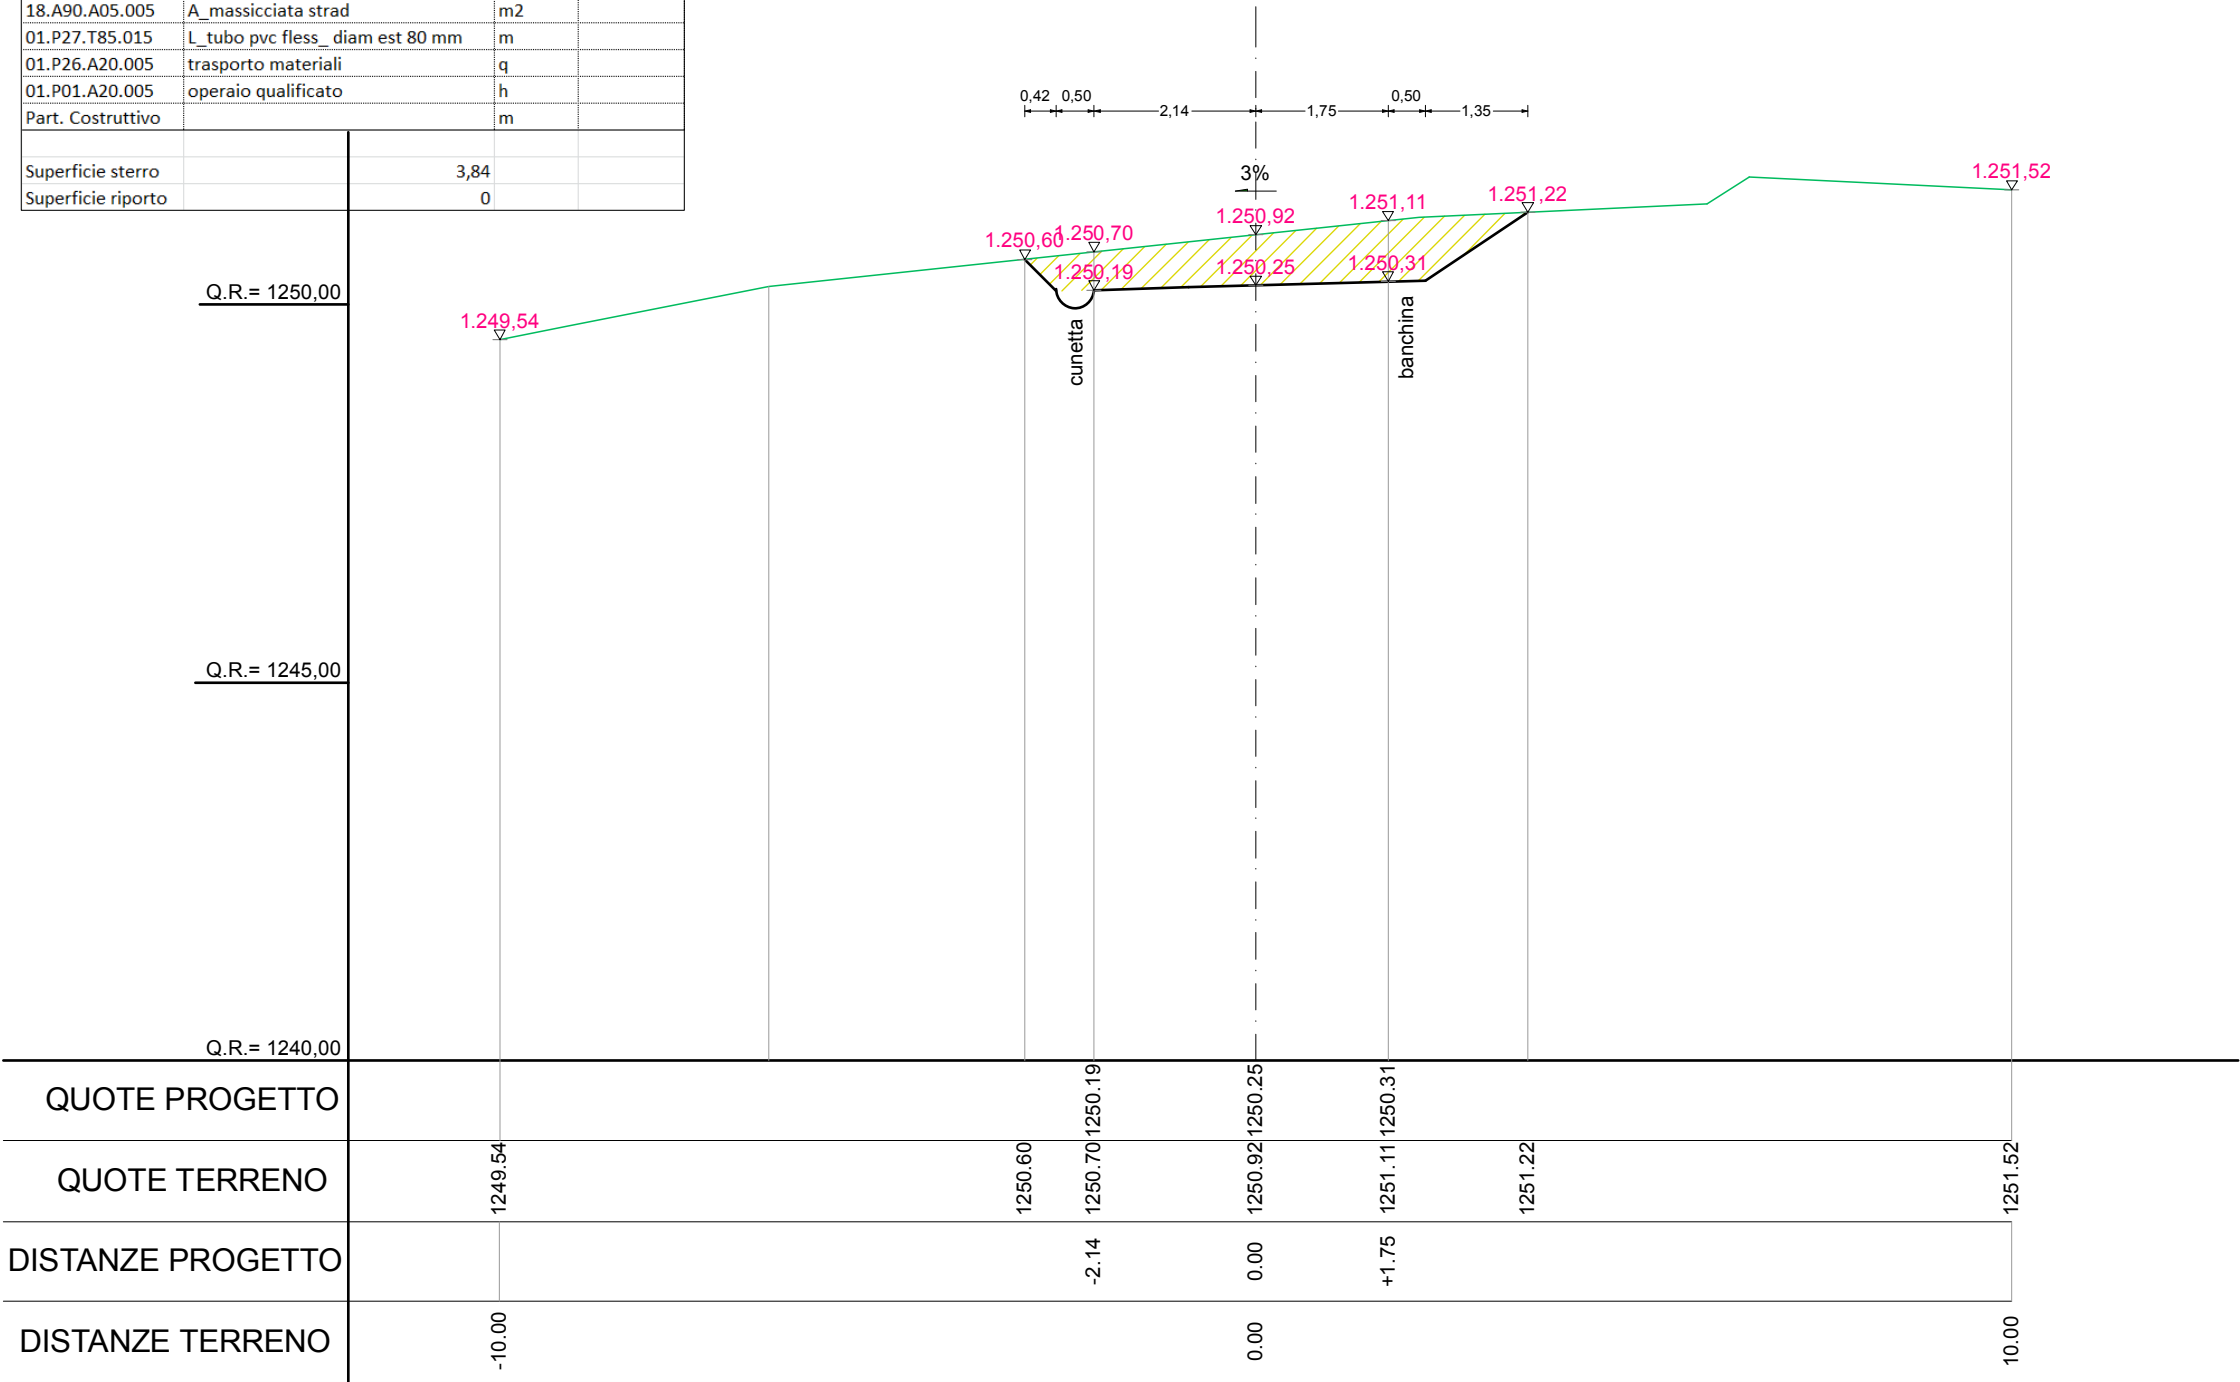 18.A90.A05.005 A_massicciata strad m2
01.P27.T85.015 L_tubo pvc fless_ diam est 80 mm m
01.P26.A20.005 trasporto materiali q
01.P01.A20.005 operaio qualificato h
Part. Costruttivo m
Superficie sterro 3,84
Superficie riporto 0
0,42 0,50 2,14 1,75 0,50 1,35
3%
1.249,54
1.250,60
1.250,70
1.250,92
1.251,11
1.251,22
1.251,52
1.250,19
1.250,25
1.250,31
cunetta
banchina
Q.R.= 1250,00
Q.R.= 1245,00
Q.R.= 1240,00
QUOTE PROGETTO 1250.19 1250.25 1250.31
QUOTE TERRENO 1249.54 1250.60 1250.70 1250.92 1251.11 1251.22 1251.52
DISTANZE PROGETTO -2.14 0.00 +1.75
DISTANZE TERRENO -10.00 0.00 10.00